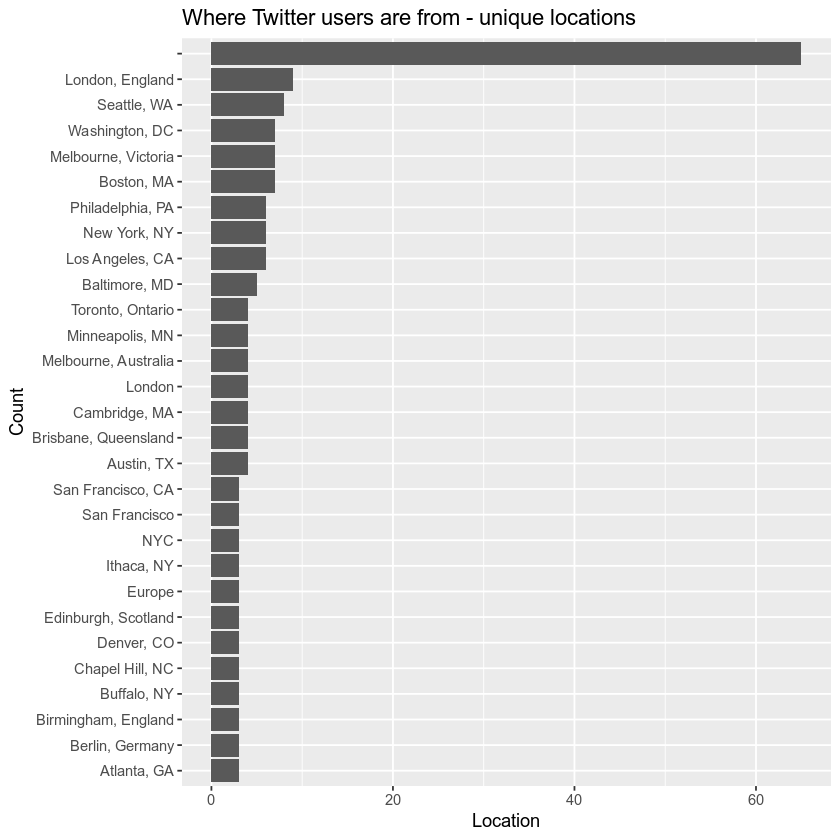 Where Twitter users are from - unique locations
London, England
Seattle, WA
Washington, DC
Melbourne, Victoria
Boston, MA
Philadelphia, PA
New York, NY
Los Angeles, CA
Baltimore, MD
Toronto, Ontario
Minneapolis, MN
Melbourne, Australia
London
Cambridge, MA
Brisbane, Queensland
Austin, TX
San Francisco, CA
San Francisco
NYC
Ithaca, NY
Europe
Edinburgh, Scotland
Denver, CO
Chapel Hill, NC
Buffalo, NY
Birmingham, England
Berlin, Germany
Atlanta, GA
Count
0 20 40 60
Location